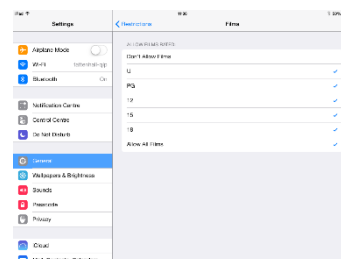 iPad
Settings
Airplane Mode
Wi-Fi
Bluetooth
On
Notification Centre
Control Centre
Do Not Disturb
General
Wallpapers & Brightness
Sounds
Passcode
Privacy
iCloud
Restrictions
Films
ALLOW FILMS RATED
Don't Allow Films
U
PG
12
15
18
Allow All Films